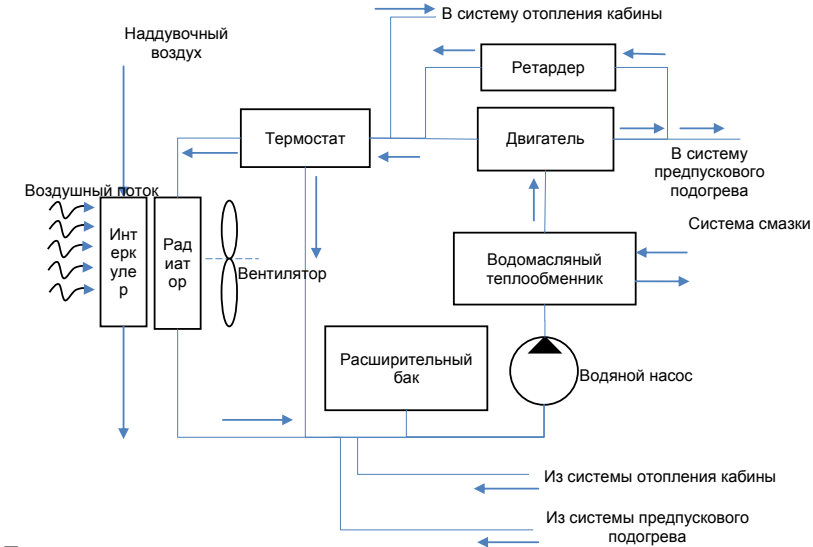 В систему отопления кабины
Наддувочный
воздух
Ретардер
Термостат
Двигатель
В систему
предпускового
подогрева
Воздушный поток
Система смазки
Инт
ерк
уле
р
Рад
иат
ор
Вентилятор
Водомасляный
теплообменник
Расширительный
бак
Водяной насос
Из системы отопления кабины
Из системы предпускового
подогрева